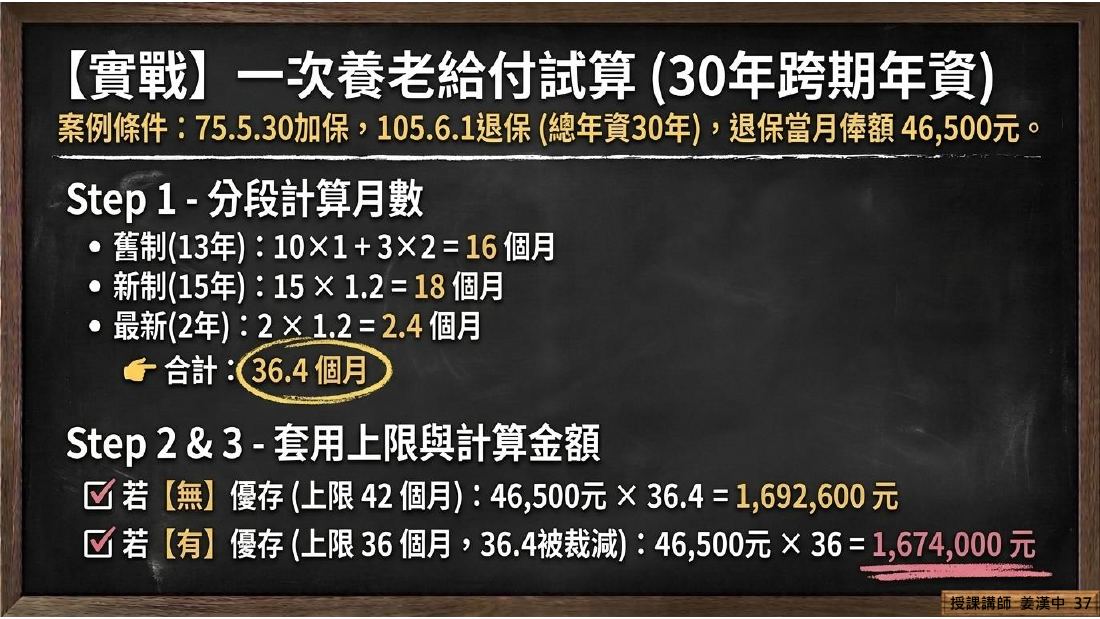 【實戰】一次養老給付試算 (30年跨期年資)
案例條件：75.5.30加保，105.6.1退保 (總年資30年)，退保當月俸額 46,500元。
Step 1 - 分段計算月數
• 舊制(13年)：10×1 + 3×2 = 16 個月
• 新制(15年)：15 × 1.2 = 18 個月
• 最新(2年)：2 × 1.2 = 2.4 個月
👉 合計：36.4 個月
Step 2 & 3 - 套用上限與計算金額
☑ 若【無】優存 (上限 42 個月)：46,500元 × 36.4 = 1,692,600 元
☑ 若【有】優存 (上限 36 個月，36.4被裁減)：46,500元 × 36 = 1,674,000 元
授課講師 姜漢中 37